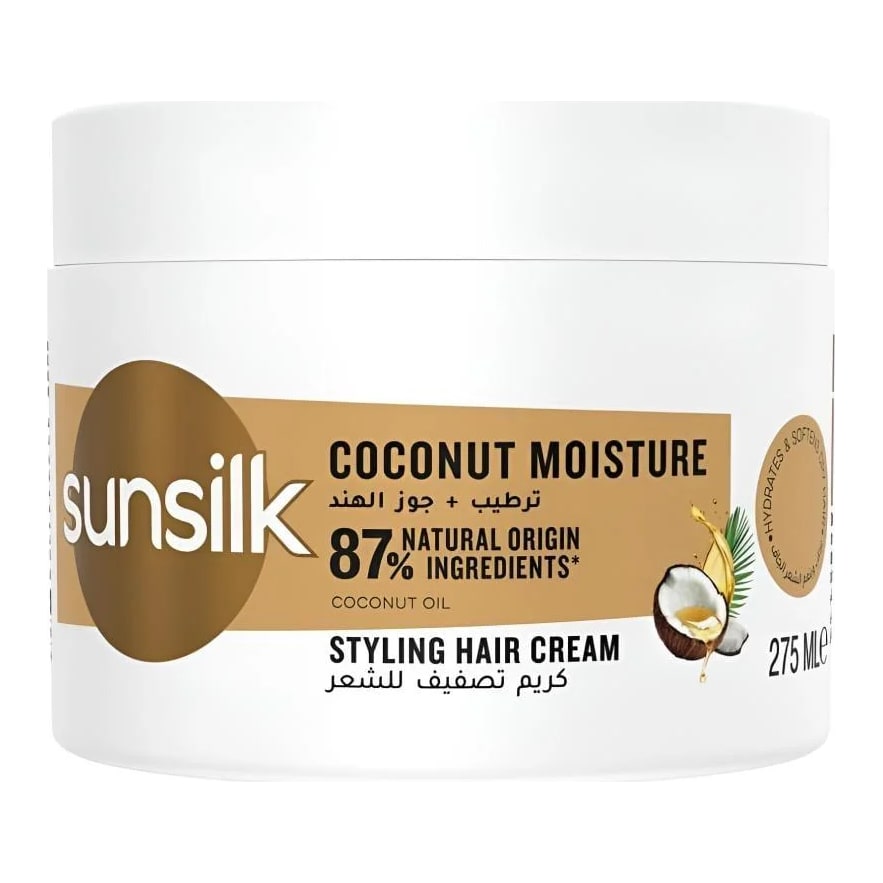 sunsilk
COCONUT MOISTURE
ترطيب + جوز الهند
87% NATURAL ORIGIN
INGREDIENTS*
COCONUT OIL
STYLING HAIR CREAM
كريم تصفيف للشعر
HYDRATES & SOFTENS
275 MLe